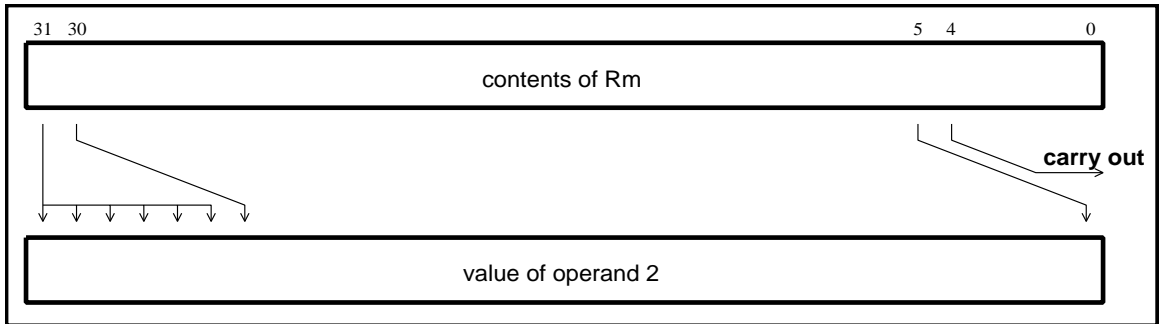 31 30 5 4 0
contents of Rm
carry out
value of operand 2